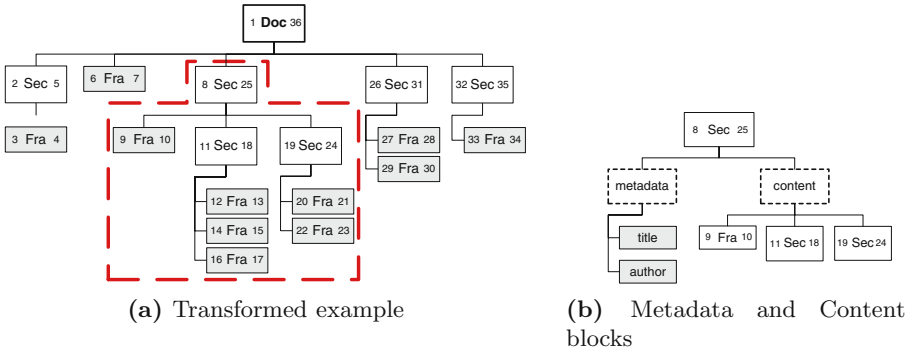 1 Doc 36
2 Sec 5
6 Fra 7
8 Sec 25
26 Sec 31
32 Sec 35
3 Fra 4
9 Fra 10
11 Sec 18
19 Sec 24
27 Fra 28
33 Fra 34
29 Fra 30
12 Fra 13
20 Fra 21
14 Fra 15
22 Fra 23
16 Fra 17
(a) Transformed example
8 Sec 25
metadata
content
title
9 Fra 10
11 Sec 18
19 Sec 24
author
(b) Metadata and Content
blocks